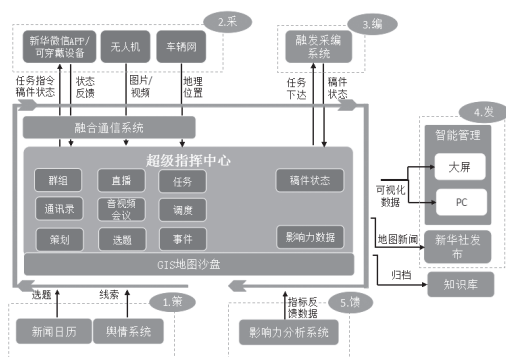 2.采
3.编
新华微信APP/
可穿戴设备
无人机
车辆网
融发采编
系统
任务指令
稿件状态
状态
反馈
图片/
视频
地理
位置
任务
下达
稿件
状态
4.发
融合通信系统
智能管理
超级指挥中心
大屏
群组
直播
任务
稿件状态
可视化
数据
PC
通讯录
音视频
会议
调度
策划
选题
事件
影响力数据
地图新闻
新华社发
布
GIS地图沙盘
归档
知识库
选题
线索
1.策
指标反
馈数据
5.馈
新闻日历
舆情系统
影响力分析系统